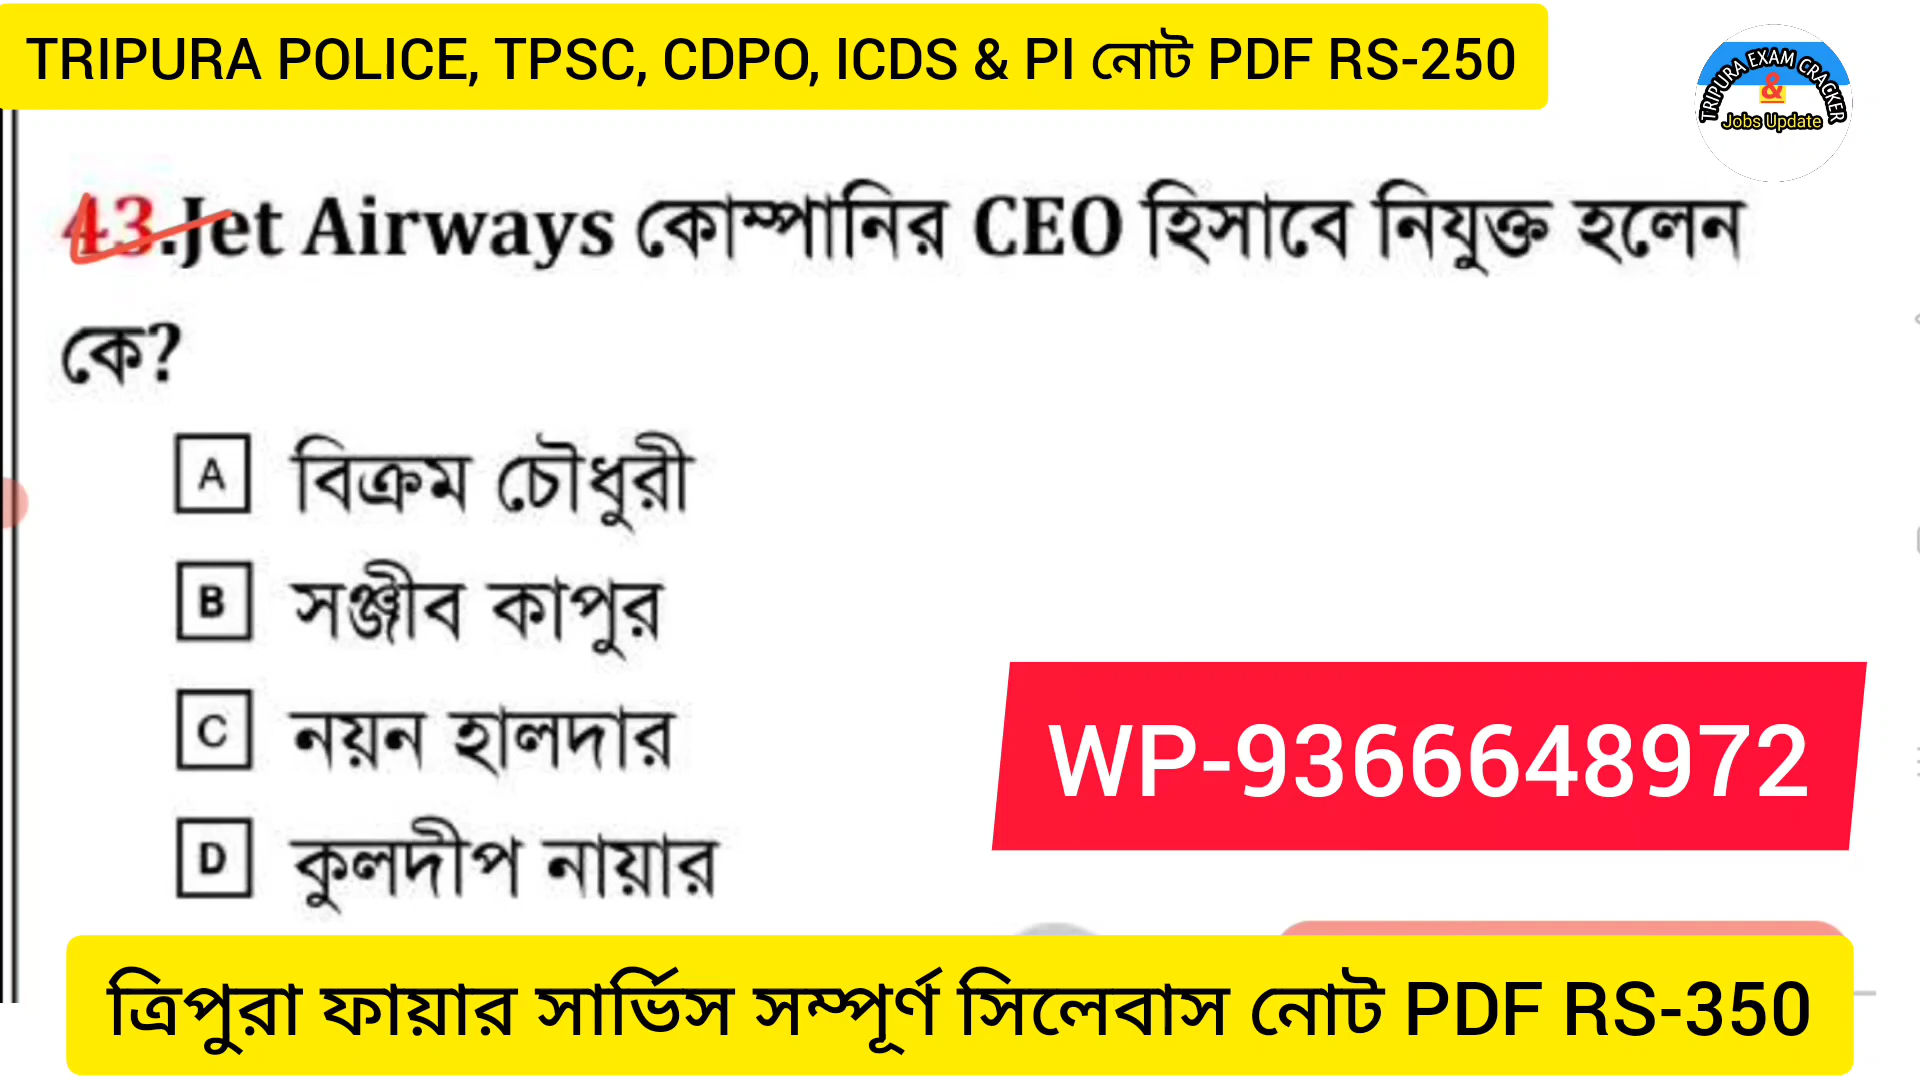 TRIPURA POLICE, TPSC, CDPO, ICDS & PI নোট PDF RS-250
TRIPURA EXAM CRACKER
&
Jobs Update
43.Jet Airways কোম্পানির CEO হিসাবে নিযুক্ত হলেন
কে?
A বিক্রম চৌধুরী
B সঞ্জীব কাপুর
C নয়ন হালদার
D কুলদীপ নায়ার
WP-9366648972
ত্রিপুরা ফায়ার সার্ভিস সম্পূর্ণ সিলেবাস নোট PDF RS-350